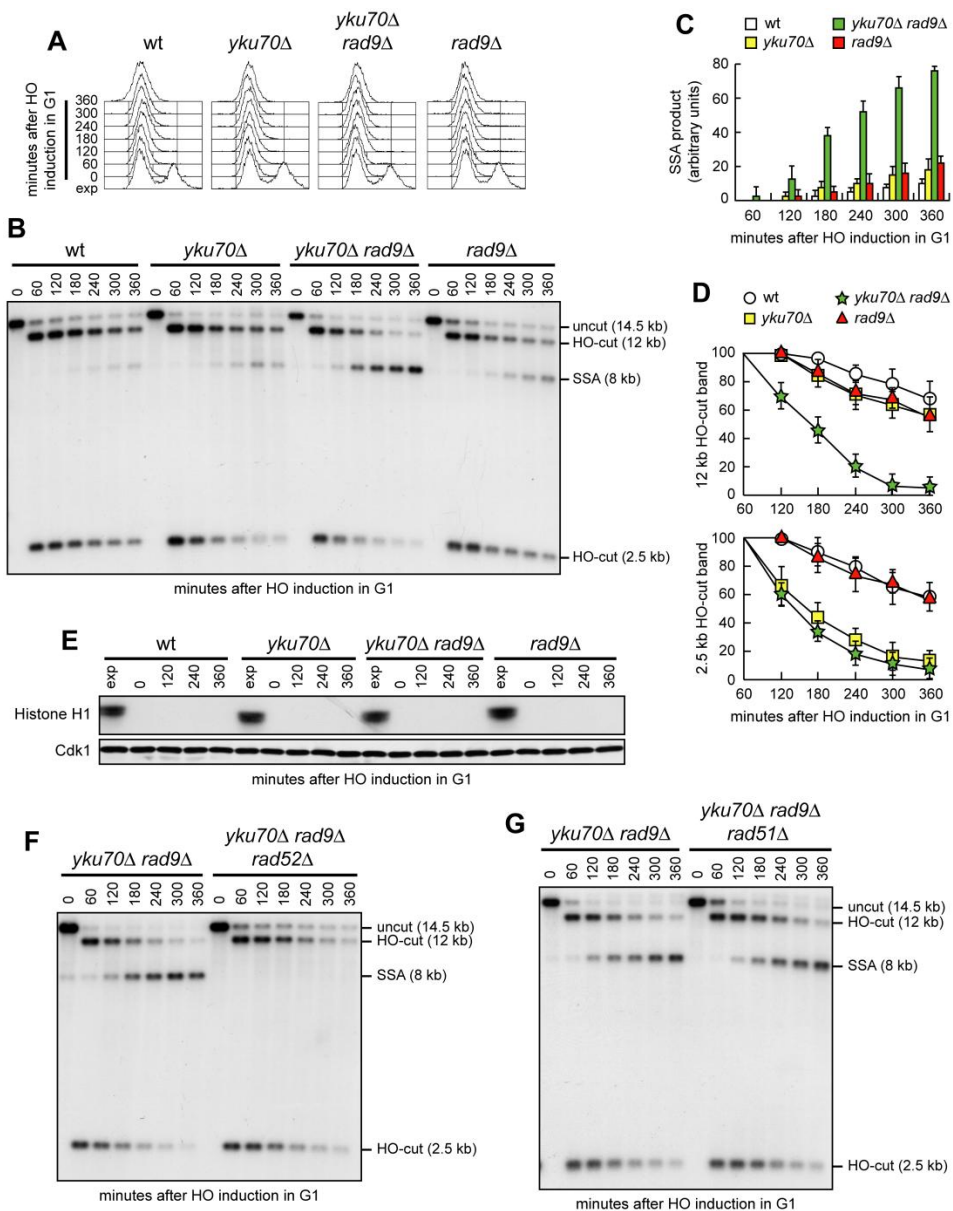 A
wt
yku70Δ
yku70Δ
rad9Δ
rad9Δ
minutes after HO
induction in G1
360
300
240
180
120
60
0
exp
B
wt
yku70Δ
yku70Δ rad9Δ
rad9Δ
0 60 120 180 240 300 360 0 60 120 180 240 300 360 0 60 120 180 240 300 360 0 60 120 180 240 300 360
uncut (14.5 kb)
HO-cut (12 kb)
SSA (8 kb)
HO-cut (2.5 kb)
minutes after HO induction in G1
C
wt
yku70Δ rad9Δ
yku70Δ
rad9Δ
SSA product
(arbitrary units)
80
60
40
20
0
60 120 180 240 300 360
minutes after HO induction in G1
D
wt
yku70Δ rad9Δ
yku70Δ
rad9Δ
12 kb HO-cut band
100
80
60
40
20
0
60 120 180 240 300 360
2.5 kb HO-cut band
100
80
60
40
20
0
60 120 180 240 300 360
minutes after HO induction in G1
E
wt
yku70Δ
yku70Δ rad9Δ
rad9Δ
exp 0 120 240 360 exp 0 120 240 360 exp 0 120 240 360 exp 0 120 240 360
Histone H1
Cdk1
minutes after HO induction in G1
F
yku70Δ rad9Δ
yku70Δ rad9Δ
rad52Δ
0 60 120 180 240 300 360 0 60 120 180 240 300 360
uncut (14.5 kb)
HO-cut (12 kb)
SSA (8 kb)
HO-cut (2.5 kb)
minutes after HO induction in G1
G
yku70Δ rad9Δ
yku70Δ rad9Δ
rad51Δ
0 60 120 180 240 300 360 0 60 120 180 240 300 360
uncut (14.5 kb)
HO-cut (12 kb)
SSA (8 kb)
HO-cut (2.5 kb)
minutes after HO induction in G1